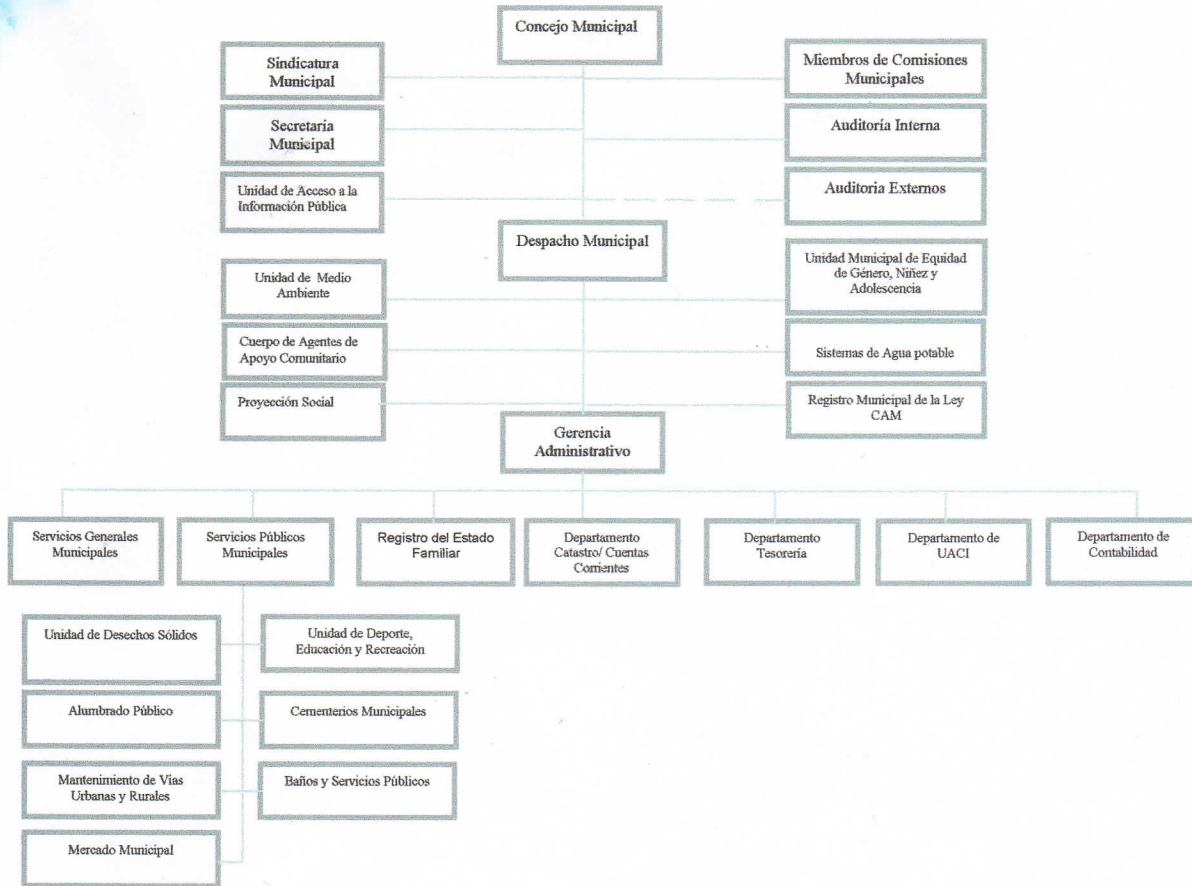 Concejo Municipal
Sindicatura
Municipal
Miembros de Comisiones
Municipales
Secretaría
Municipal
Auditoría Interna
Unidad de Acceso a la
Información Pública
Auditoria Externos
Despacho Municipal
Unidad de Medio
Ambiente
Unidad Municipal de Equidad
de Género, Niñez y
Adolescencia
Cuerpo de Agentes de
Apoyo Comunitario
Sistemas de Agua potable
Proyección Social
Registro Municipal de la Ley
CAM
Gerencia
Administrativo
Servicios Generales
Municipales
Servicios Públicos
Municipales
Registro del Estado
Familiar
Departamento
Catastro/ Cuentas
Corrientes
Departamento
Tesorería
Departamento de
UACI
Departamento de
Contabilidad
Unidad de Desechos Sólidos
Unidad de Deporte,
Educación y Recreación
Alumbrado Público
Cementerios Municipales
Mantenimiento de Vías
Urbanas y Rurales
Baños y Servicios Públicos
Mercado Municipal